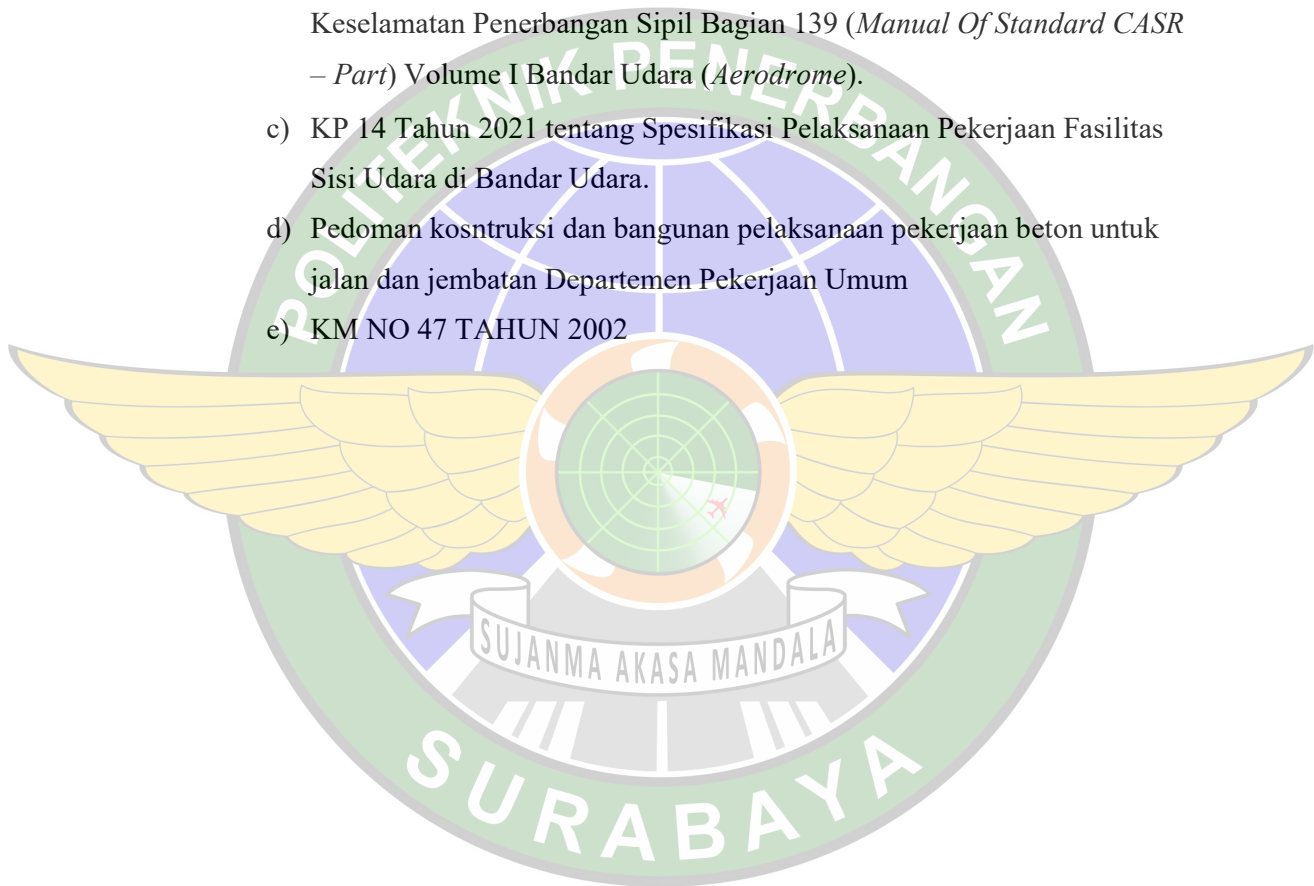 Keselamatan Penerbangan Sipil Bagian 139 (Manual Of Standard CASR
– Part) Volume I Bandar Udara (Aerodrome).
c) KP 14 Tahun 2021 tentang Spesifikasi Pelaksanaan Pekerjaan Fasilitas
Sisi Udara di Bandar Udara.
d) Pedoman kosntruksi dan bangunan pelaksanaan pekerjaan beton untuk
jalan dan jembatan Departemen Pekerjaan Umum
e) KM NO 47 TAHUN 2002
POLITEKNIK PENERBANGAN
SUJANMA AKASA MANDALA
SURABAYA